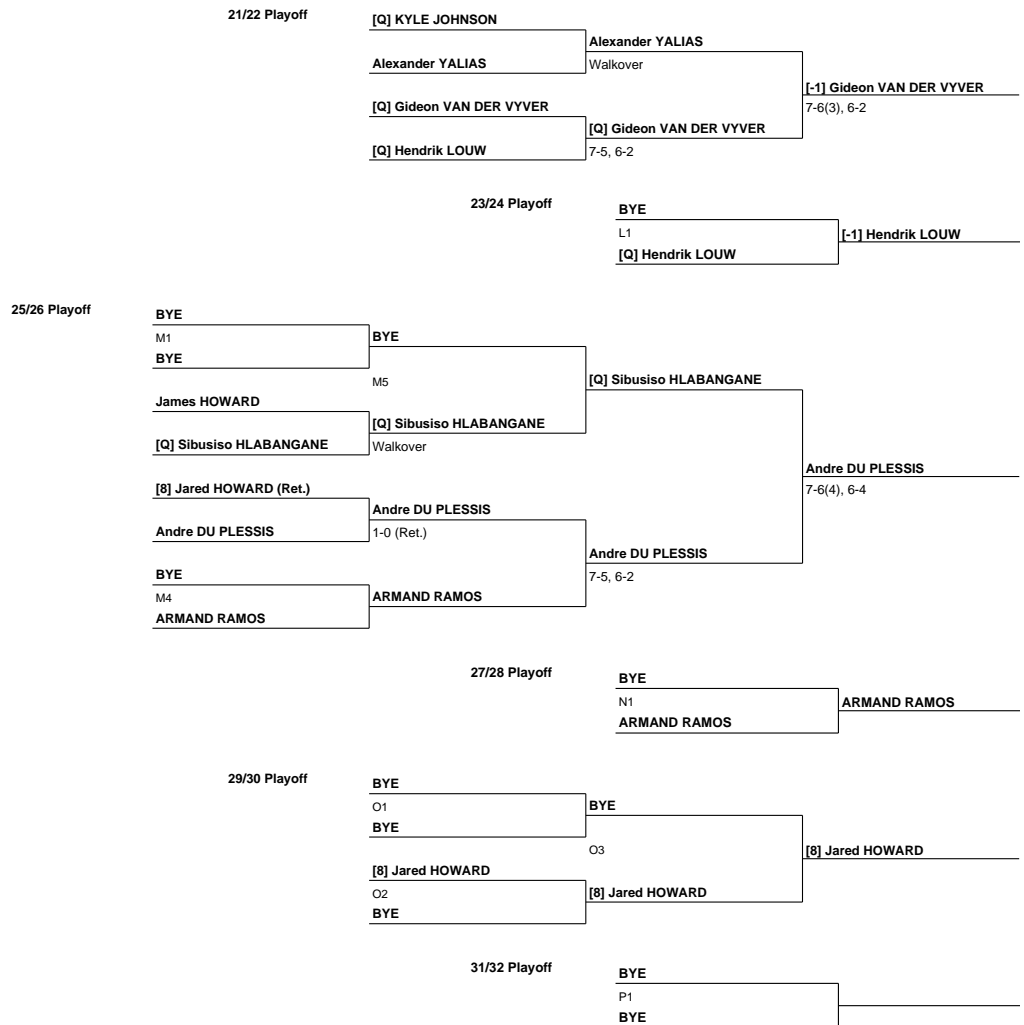 21/22 Playoff
[Q] KYLE JOHNSON
Alexander YALIAS
Alexander YALIAS
Walkover
[-1] Gideon VAN DER VYVER
7-6(3), 6-2
[Q] Gideon VAN DER VYVER
[Q] Gideon VAN DER VYVER
[Q] Hendrik LOUW
7-5, 6-2
23/24 Playoff
BYE
L1
[-1] Hendrik LOUW
[Q] Hendrik LOUW
25/26 Playoff
BYE
M1
BYE
BYE
M5
[Q] Sibusiso HLABANGANE
James HOWARD
[Q] Sibusiso HLABANGANE
[Q] Sibusiso HLABANGANE
Walkover
Andre DU PLESSIS
7-6(4), 6-4
[8] Jared HOWARD (Ret.)
Andre DU PLESSIS
Andre DU PLESSIS
1-0 (Ret.)
Andre DU PLESSIS
7-5, 6-2
BYE
M4
ARMAND RAMOS
ARMAND RAMOS
27/28 Playoff
BYE
N1
ARMAND RAMOS
ARMAND RAMOS
29/30 Playoff
BYE
O1
BYE
BYE
O3
[8] Jared HOWARD
[8] Jared HOWARD
O2
[8] Jared HOWARD
BYE
31/32 Playoff
BYE
P1
BYE